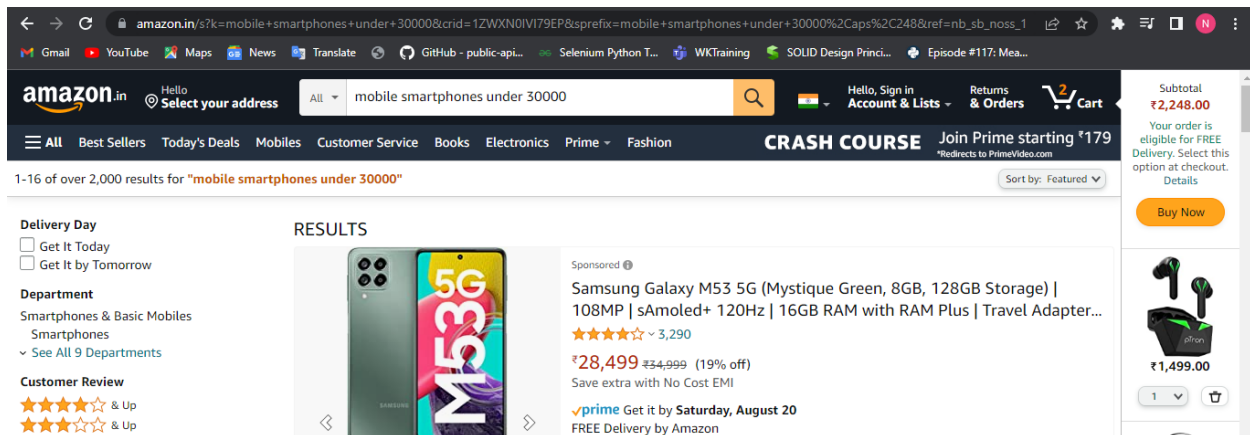 amazon.in/s?k=mobile+smartphones+under+30000&crid=1ZWXN0IVI79EP&sprefix=mobile+smartphones+under+30000%2Caps%2C248&ref=nb_sb_noss_1
N
Gmail YouTube Maps News Translate GitHub - public-api... Selenium Python T... WKTraining SOLID Design Princi... Episode #117: Mea...
amazon.in
Hello
Select your address
All
mobile smartphones under 30000
Hello, Sign in
Account & Lists
Returns
& Orders
2
Cart
All Best Sellers Today's Deals Mobiles Customer Service Books Electronics Prime Fashion
CRASH COURSE
Join Prime starting ₹179
*Redirects to PrimeVideo.com
1-16 of over 2,000 results for "mobile smartphones under 30000"
Sort by: Featured
Subtotal
₹2,248.00
Your order is
eligible for FREE
Delivery. Select this
option at checkout.
Details
Buy Now
Delivery Day
Get It Today
Get It by Tomorrow
Department
Smartphones & Basic Mobiles
Smartphones
See All 9 Departments
Customer Review
& Up
& Up
RESULTS
5G
M53
SAMSUNG
Sponsored
Samsung Galaxy M53 5G (Mystique Green, 8GB, 128GB Storage) |
108MP | sAmoled+ 120Hz | 16GB RAM with RAM Plus | Travel Adapter...
3,290
₹28,499 ₹34,999 (19% off)
Save extra with No Cost EMI
prime Get it by Saturday, August 20
FREE Delivery by Amazon
pTron
₹1,499.00
1